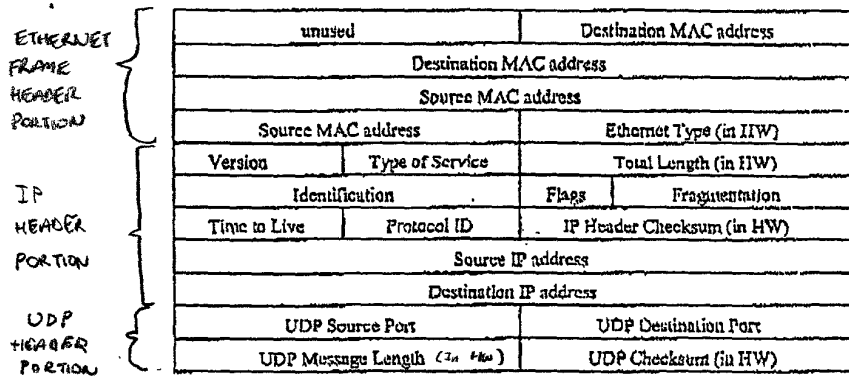 ETHERNET
FRAME
HEADER
PORTION
unused Destination MAC address
Destination MAC address
Source MAC address
Source MAC address Ethernet Type (in HW)
IP
HEADER
PORTION
Version Type of Service Total Length (in HW)
Identification Flags Fragmentation
Time to Live Protocol ID IP Header Checksum (in HW)
Source IP address
Destination IP address
UDP
HEADER
PORTION
UDP Source Port UDP Destination Port
UDP Message Length (In HW) UDP Checksum (in HW)